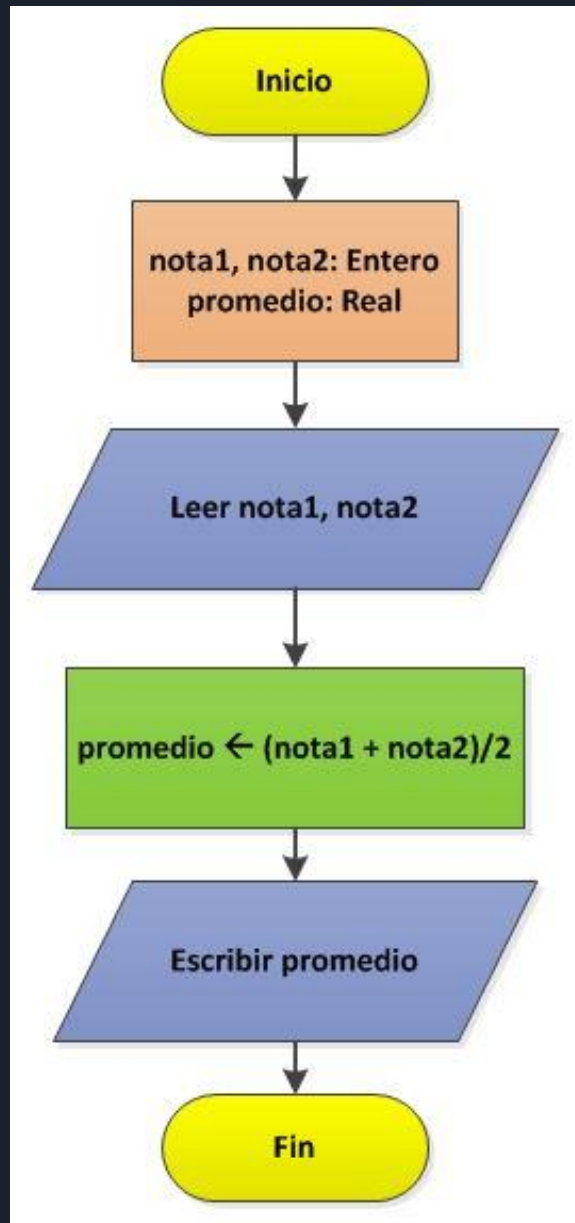 Inicio
nota1, nota2: Entero
promedio: Real
Leer nota1, nota2
promedio ← (nota1 + nota2)/2
Escribir promedio
Fin